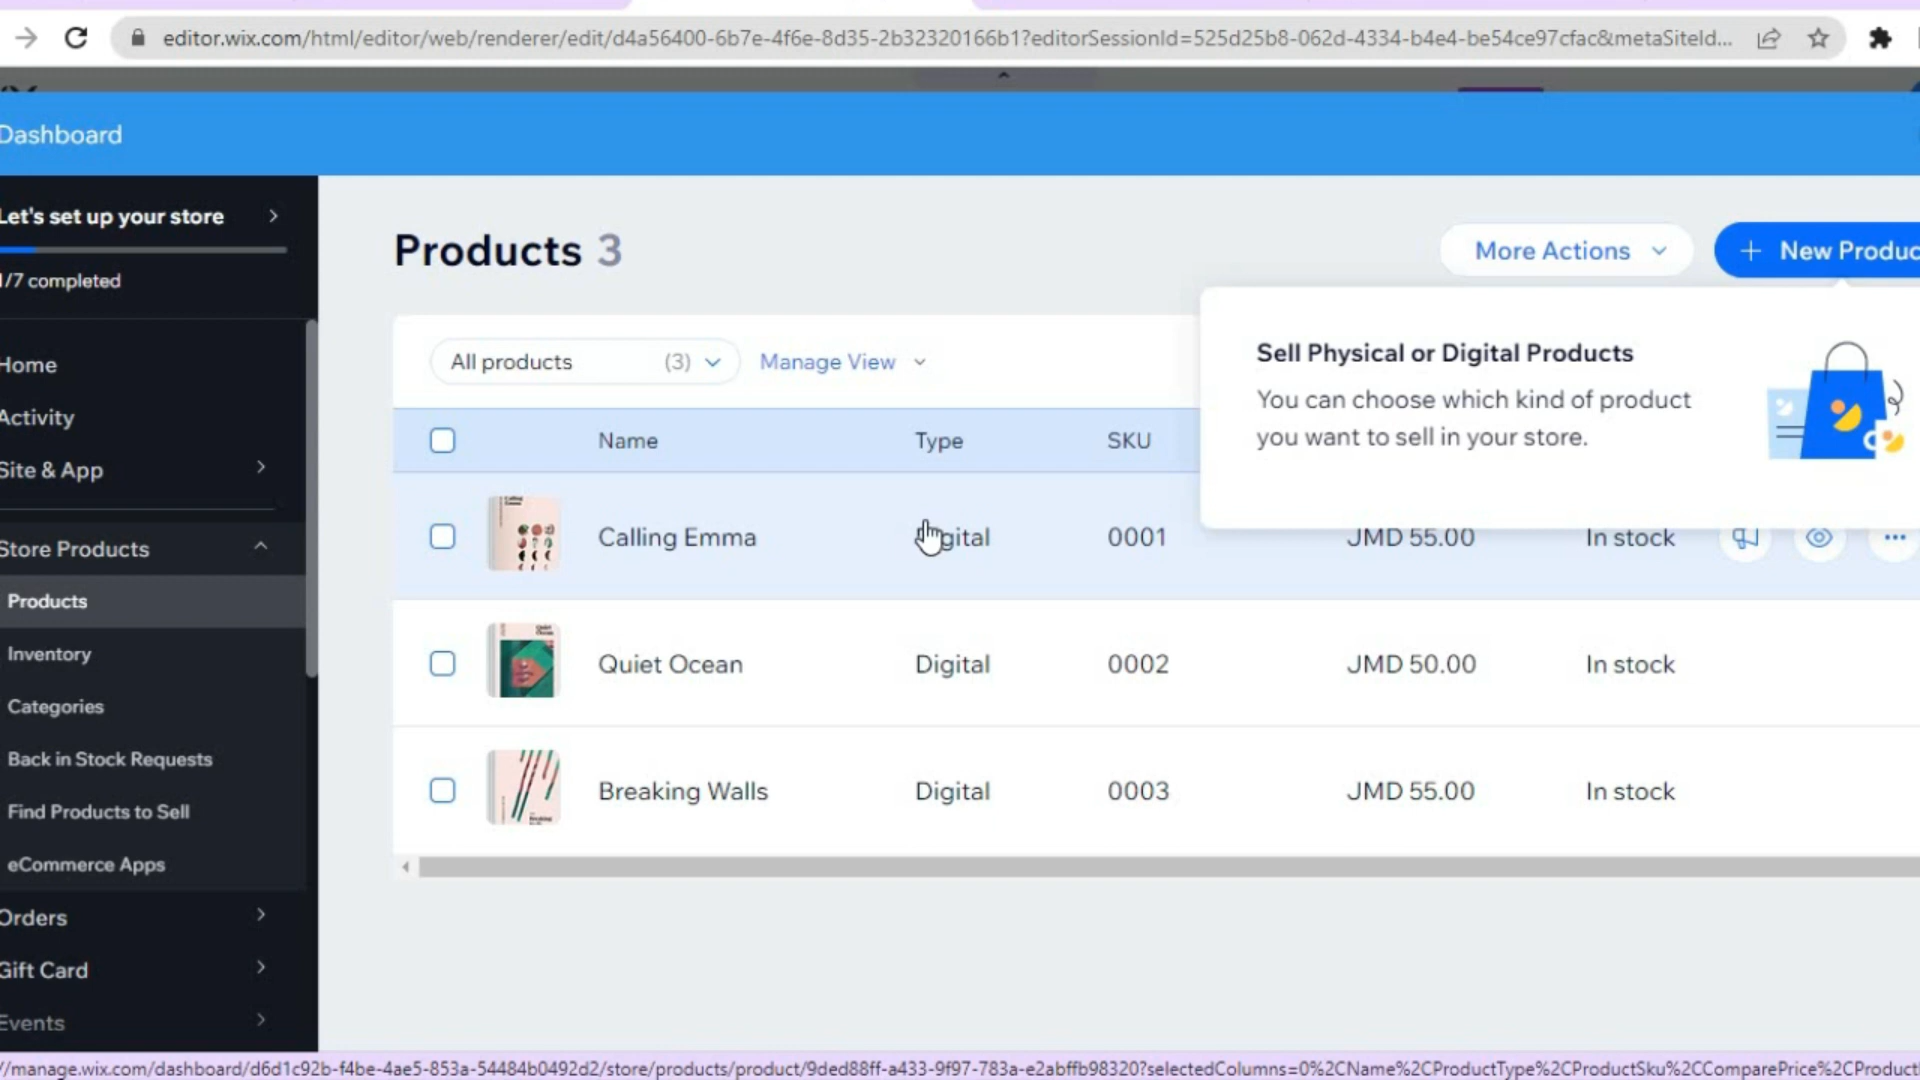 editor.wix.com/html/editor/web/renderer/edit/d4a56400-6b7e-4f6e-8d35-2b32320166b1?editorSessionId=525d25b8-062d-4334-b4e4-be54ce97cfac&metaSiteId...
Dashboard
Let's set up your store
1/7 completed
Home
Activity
Site & App
Store Products
Products
Inventory
Categories
Back in Stock Requests
Find Products to Sell
eCommerce Apps
Orders
Gift Card
Events
Products 3
More Actions
+ New Produc
All products (3)
Manage View
Sell Physical or Digital Products
You can choose which kind of product
you want to sell in your store.
Name Type SKU
Calling Emma Digital 0001 JMD 55.00 In stock
Quiet Ocean Digital 0002 JMD 50.00 In stock
Breaking Walls Digital 0003 JMD 55.00 In stock
//manage.wix.com/dashboard/d6d1c92b-f4be-4ae5-853a-54484b0492d2/store/products/product/9ded88ff-a433-9f97-783a-e2abffb98320?selectedColumns=0%2CName%2CProductType%2CProductSku%2CComparePrice%2CProduct